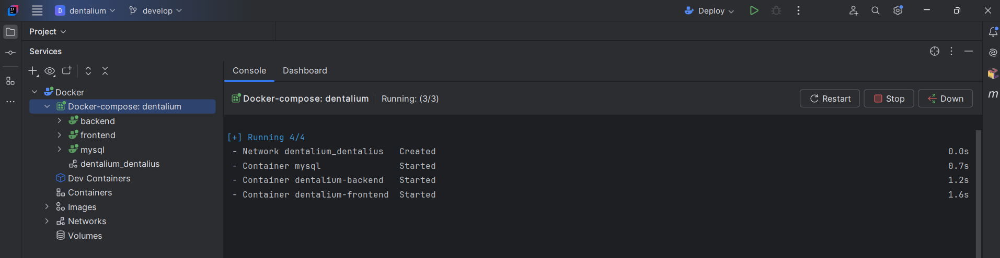 D dentalium develop Deploy
Project
Services
Console Dashboard
Docker
Docker-compose: dentalium Running: (3/3) Restart Stop Down
Docker-compose: dentalium
backend
frontend
mysql
dentalium_dentalius
Dev Containers
Containers
Images
Networks
Volumes
[+] Running 4/4
- Network dentalium_dentalius Created 0.0s
- Container mysql Started 0.7s
- Container dentalium-backend Started 1.2s
- Container dentalium-frontend Started 1.6s
m